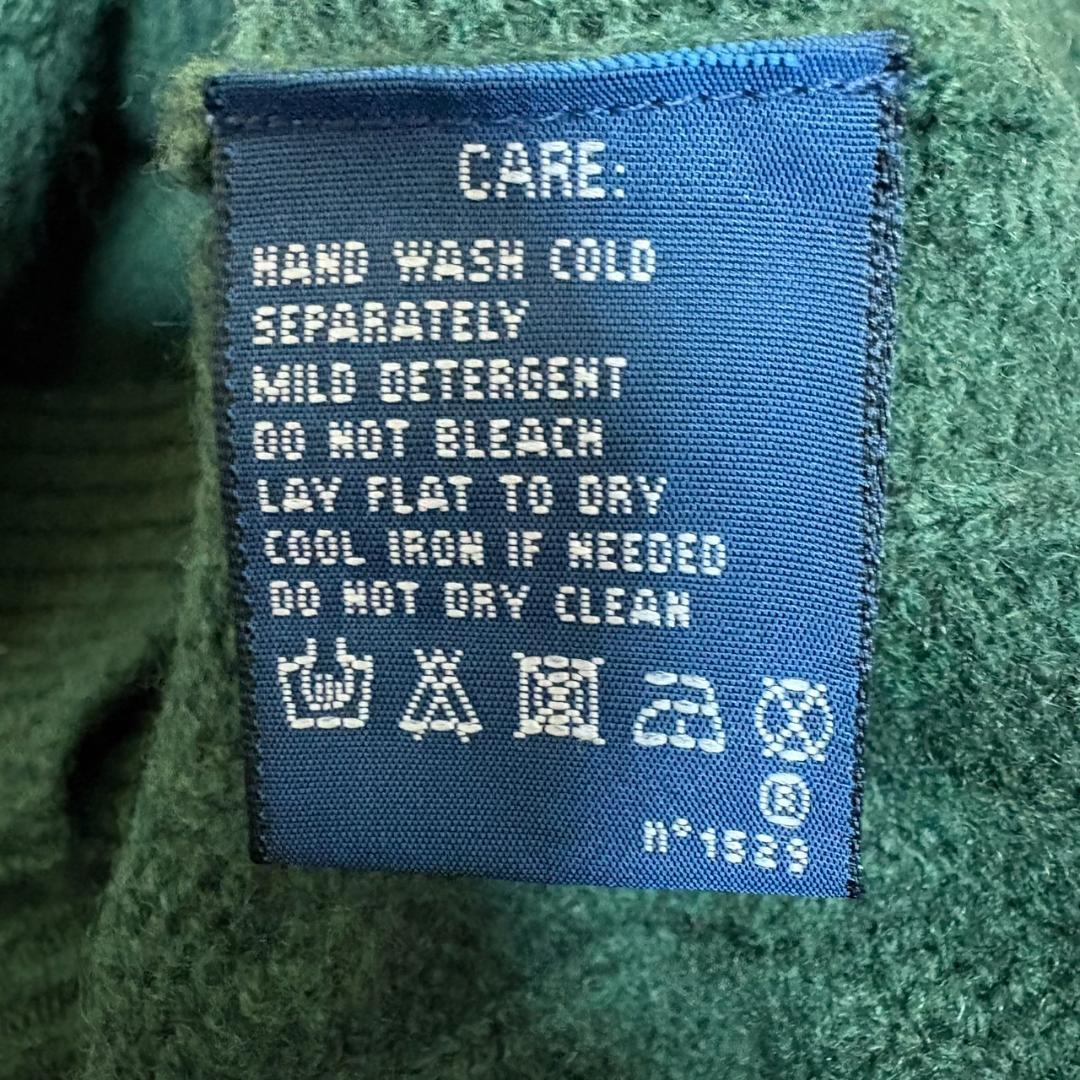 CARE:
HAND WASH COLD
SEPARATELY
MILD DETERGENT
DO NOT BLEACH
LAY FLAT TO DRY
COOL IRON IF NEEDED
DO NOT DRY CLEAN
®
n°1529